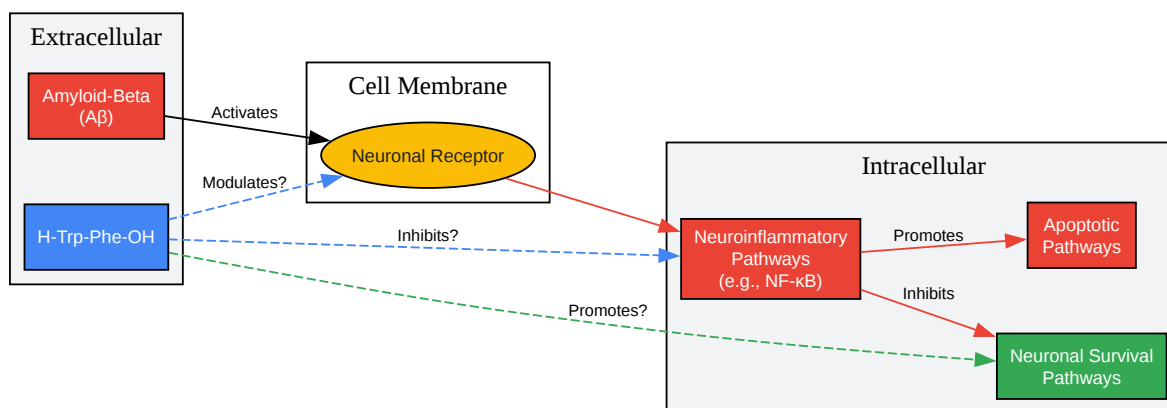 Extracellular
Amyloid-Beta
(Aβ)
Activates
Cell Membrane
Neuronal Receptor
Modulates?
H-Trp-Phe-OH
Inhibits?
Promotes?
Intracellular
Neuroinflammatory
Pathways
(e.g., NF-κB)
Promotes
Apoptotic
Pathways
Inhibits
Neuronal Survival
Pathways